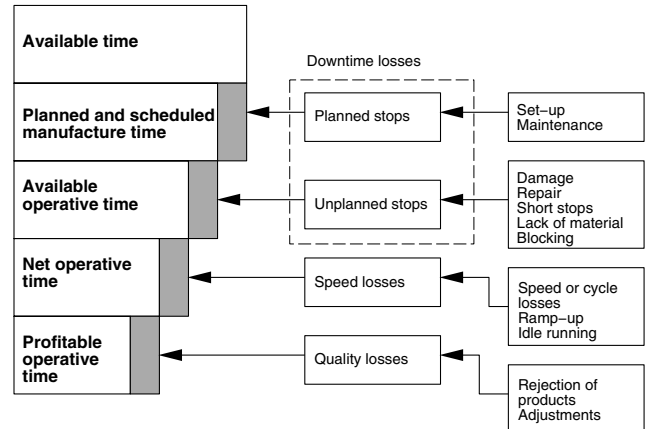 Available time
Downtime losses
Planned and scheduled
manufacture time
Planned stops
Set-up
Maintenance
Available
operative time
Unplanned stops
Damage
Repair
Short stops
Lack of material
Blocking
Net operative
time
Speed losses
Speed or cycle
losses
Ramp-up
Idle running
Profitable
operative
time
Quality losses
Rejection of
products
Adjustments